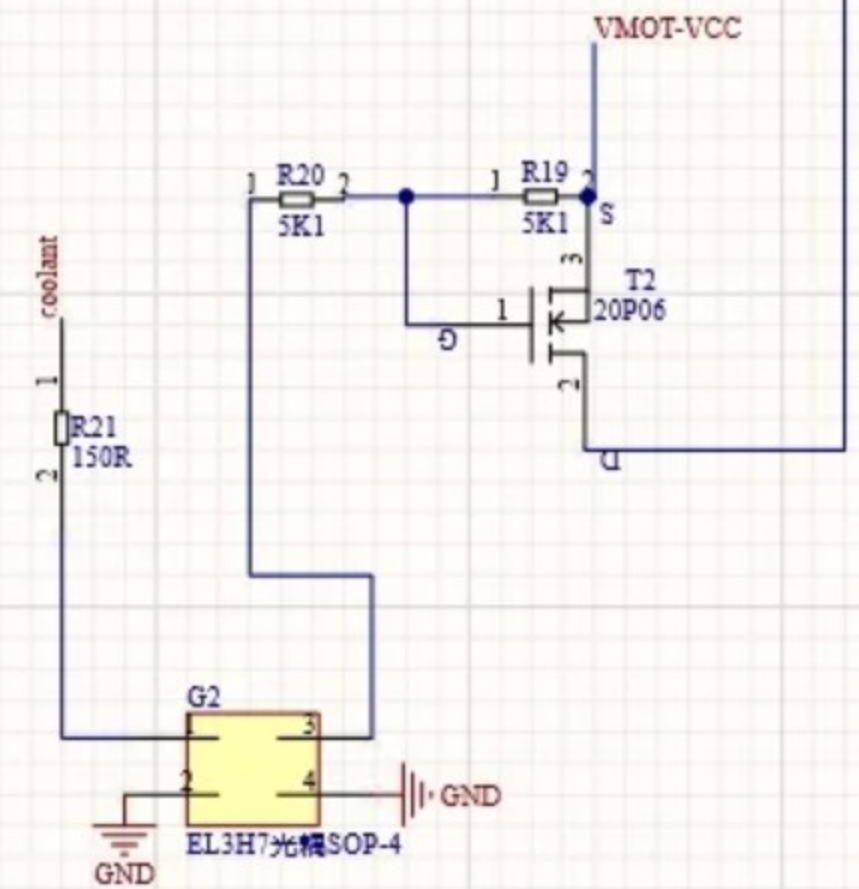 VMOT-VCC
1 R20 2
5K1
1 R19 2
5K1
S
3
T2
20P06
1
G
2
D
coolant
1
R21
150R
2
G2
1 3
2 4
GND
EL3H7光耦SOP-4
GND